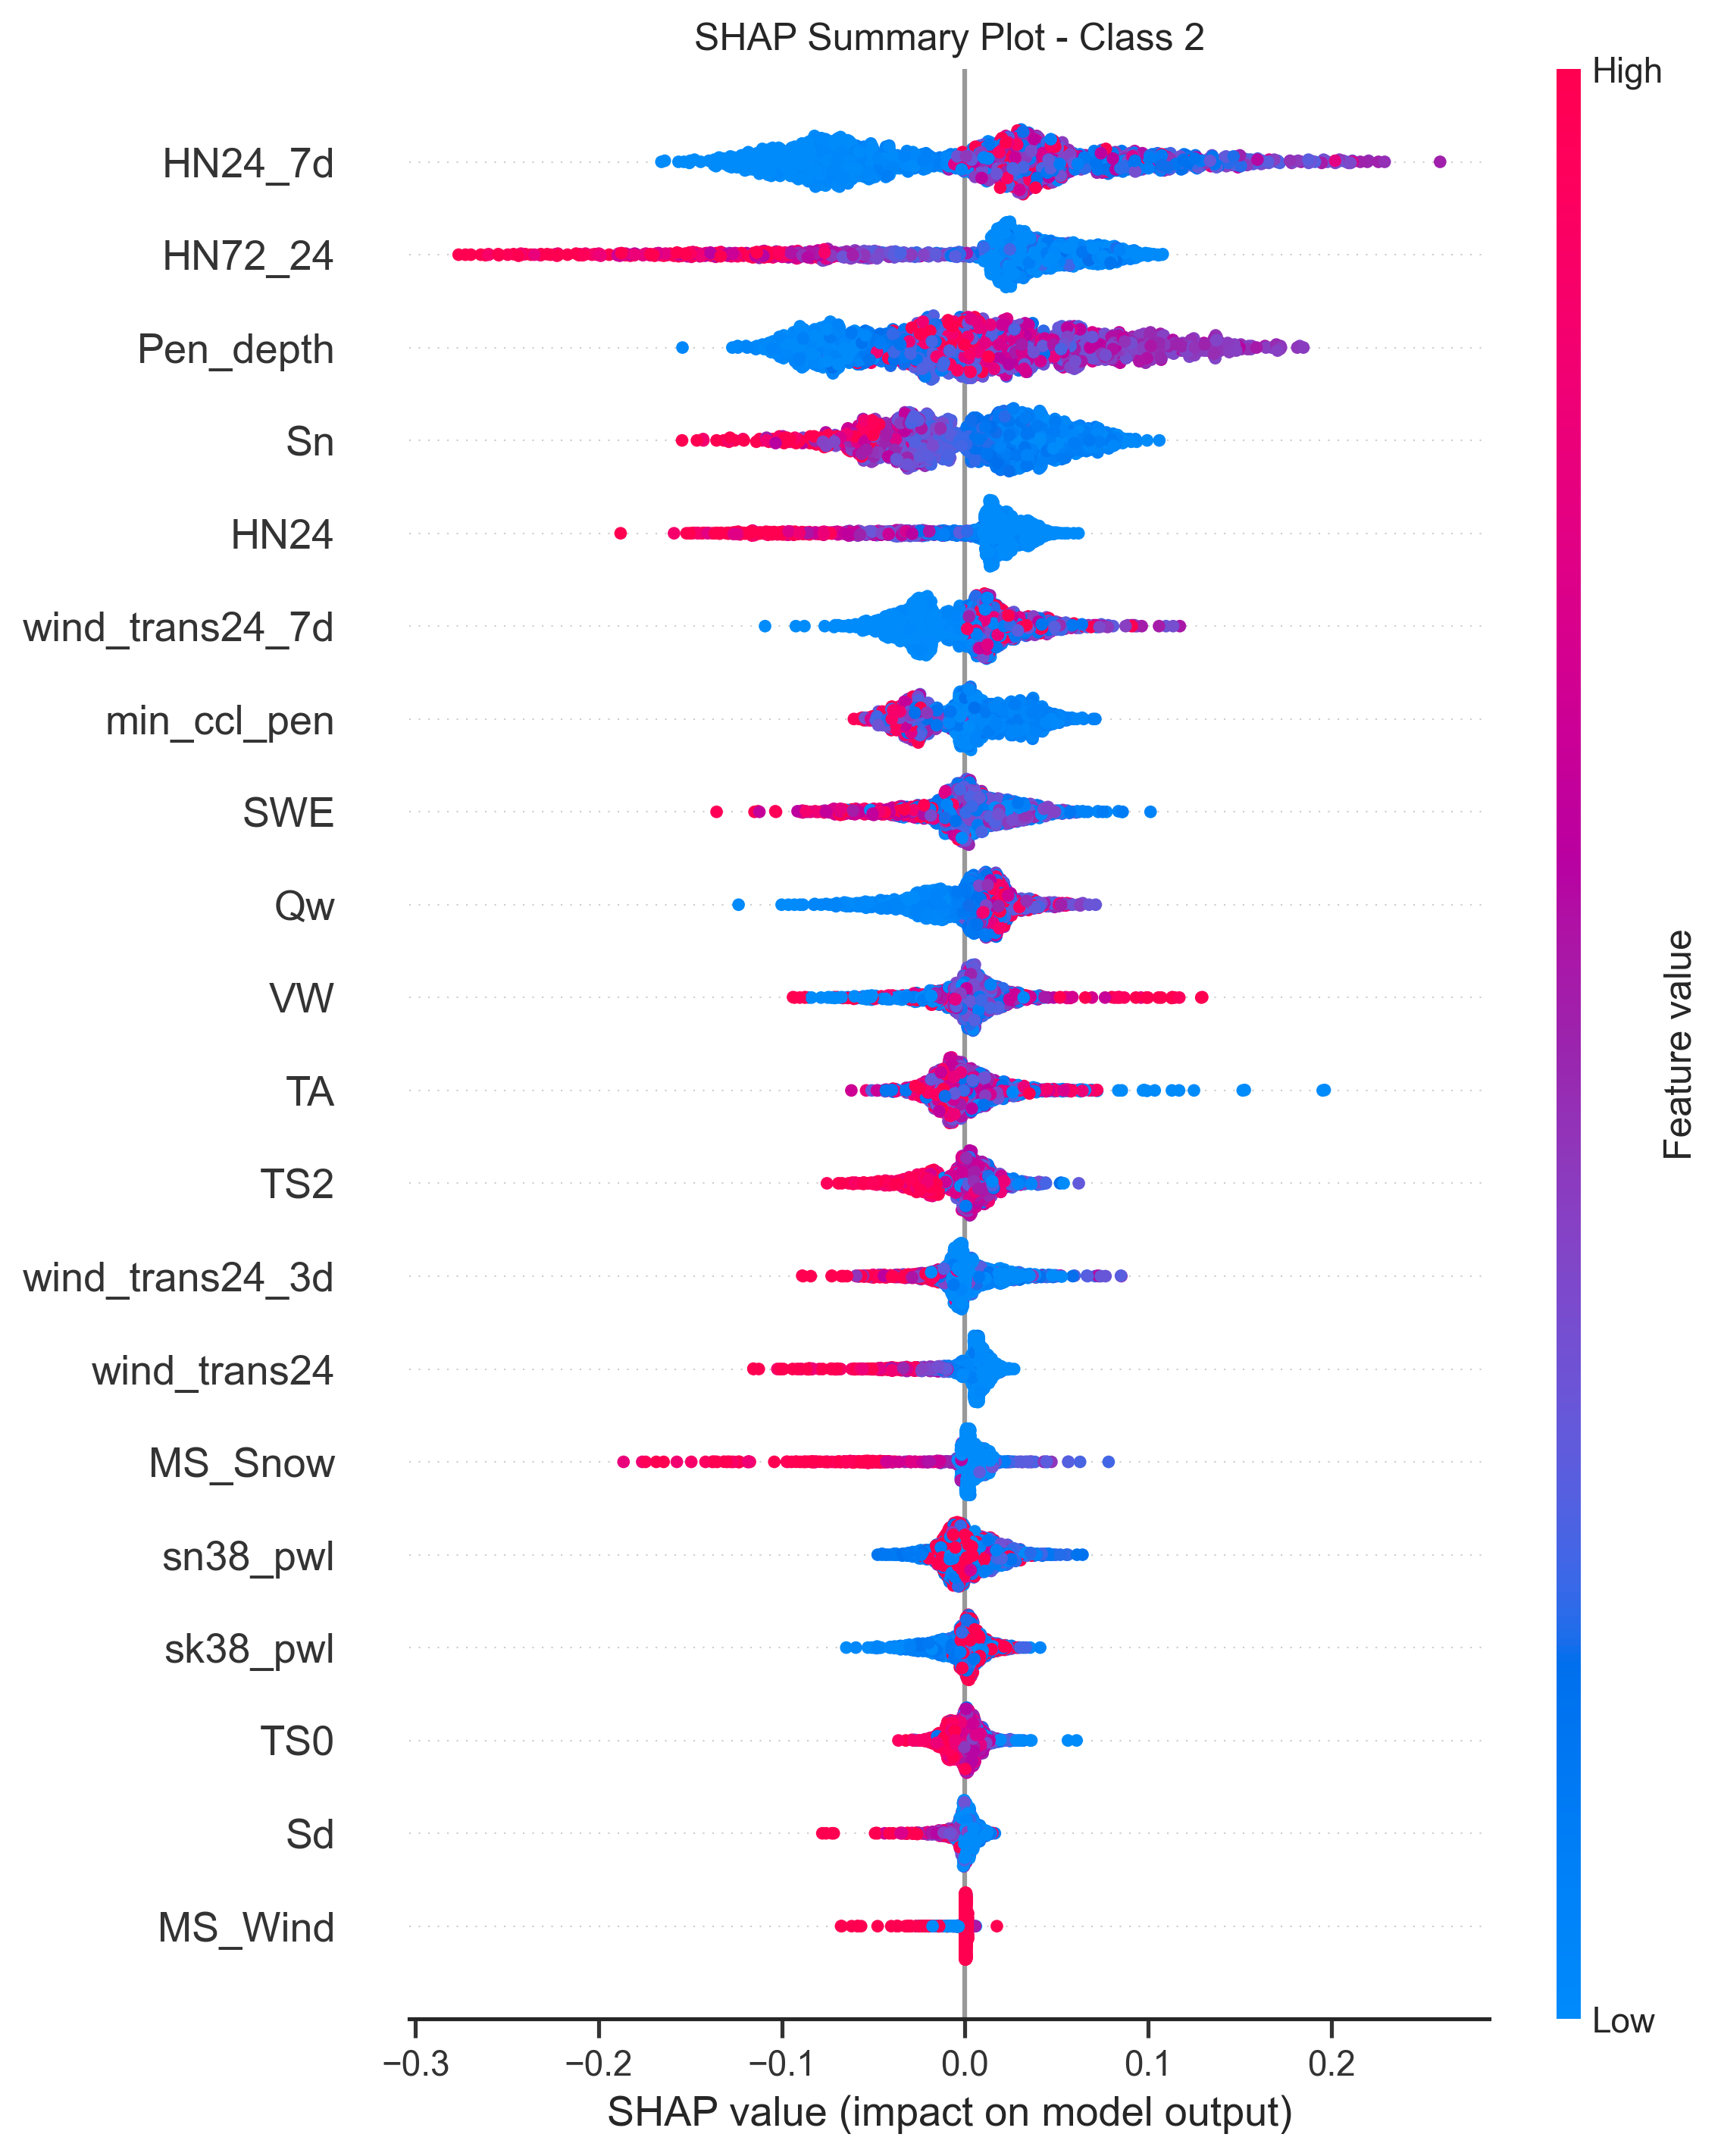 SHAP Summary Plot - Class 2
High
HN24_7d
HN72_24
Pen_depth
Sn
HN24
wind_trans24_7d
min_ccl_pen
SWE
Qw
VW
TA
TS2
wind_trans24_3d
wind_trans24
MS_Snow
sn38_pwl
sk38_pwl
TS0
Sd
MS_Wind
Feature value
Low
−0.3 −0.2 −0.1 0.0 0.1 0.2
SHAP value (impact on model output)